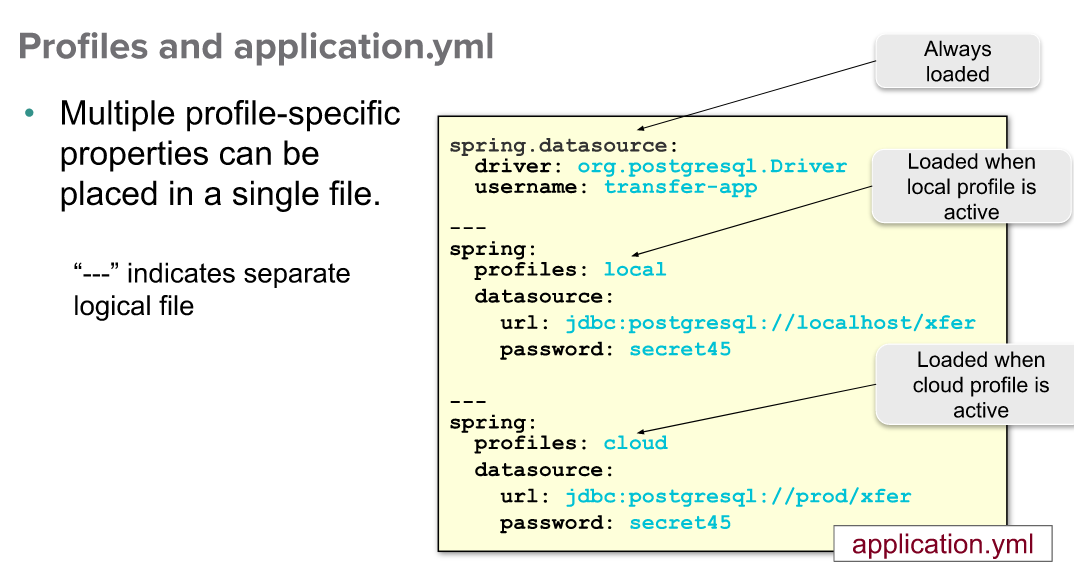 Profiles and application.yml
• Multiple profile-specific
properties can be
placed in a single file.
“---” indicates separate
logical file
Always
loaded
spring.datasource:
  driver: org.postgresql.Driver
  username: transfer-app
Loaded when
local profile is
active
---
spring:
  profiles: local
  datasource:
    url: jdbc:postgresql://localhost/xfer
    password: secret45
Loaded when
cloud profile is
active
---
spring:
  profiles: cloud
  datasource:
    url: jdbc:postgresql://prod/xfer
    password: secret45
application.yml